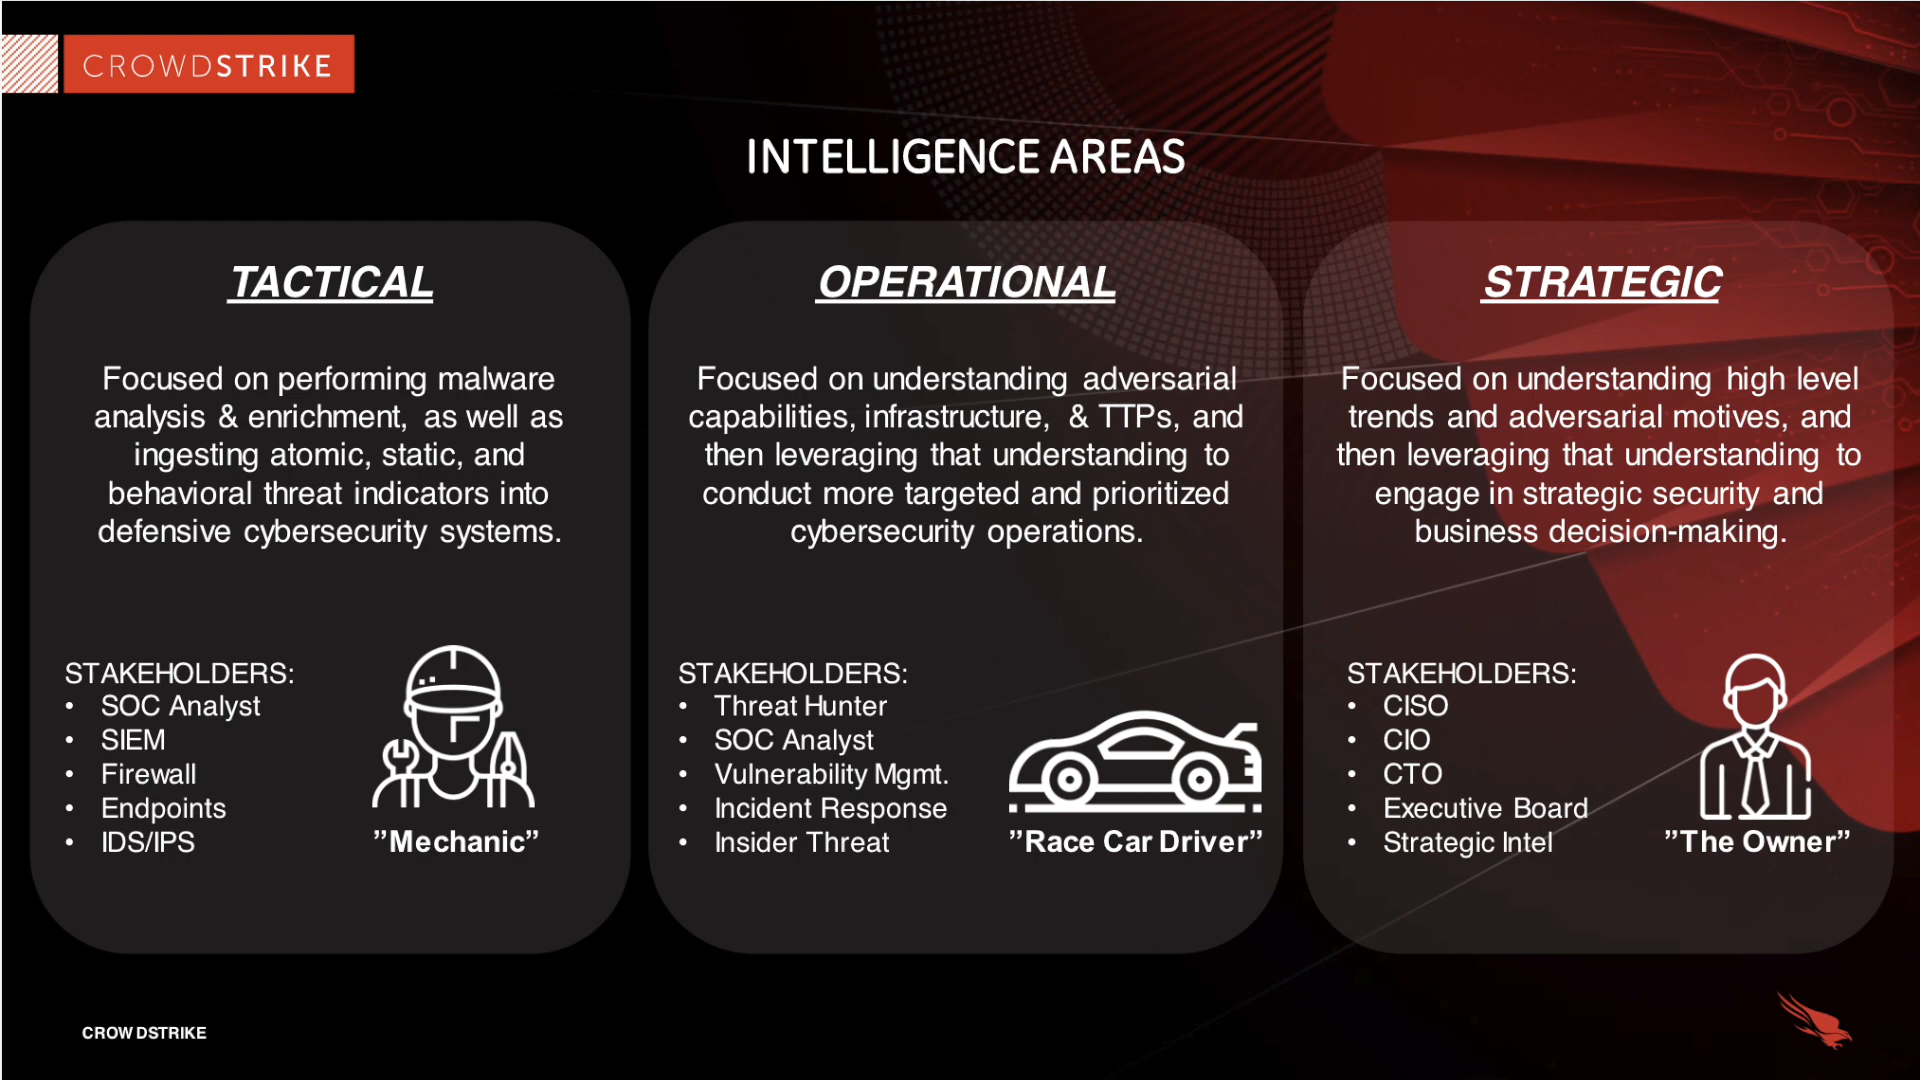 CROWDSTRIKE
INTELLIGENCE AREAS
TACTICAL
Focused on performing malware
analysis & enrichment, as well as
ingesting atomic, static, and
behavioral threat indicators into
defensive cybersecurity systems.
STAKEHOLDERS:
• SOC Analyst
• SIEM
• Firewall
• Endpoints
• IDS/IPS
”Mechanic”
OPERATIONAL
Focused on understanding adversarial
capabilities, infrastructure, & TTPs, and
then leveraging that understanding to
conduct more targeted and prioritized
cybersecurity operations.
STAKEHOLDERS:
• Threat Hunter
• SOC Analyst
• Vulnerability Mgmt.
• Incident Response
• Insider Threat
”Race Car Driver”
STRATEGIC
Focused on understanding high level
trends and adversarial motives, and
then leveraging that understanding to
engage in strategic security and
business decision-making.
STAKEHOLDERS:
• CISO
• CIO
• CTO
• Executive Board
• Strategic Intel
”The Owner”
CROWDSTRIKE